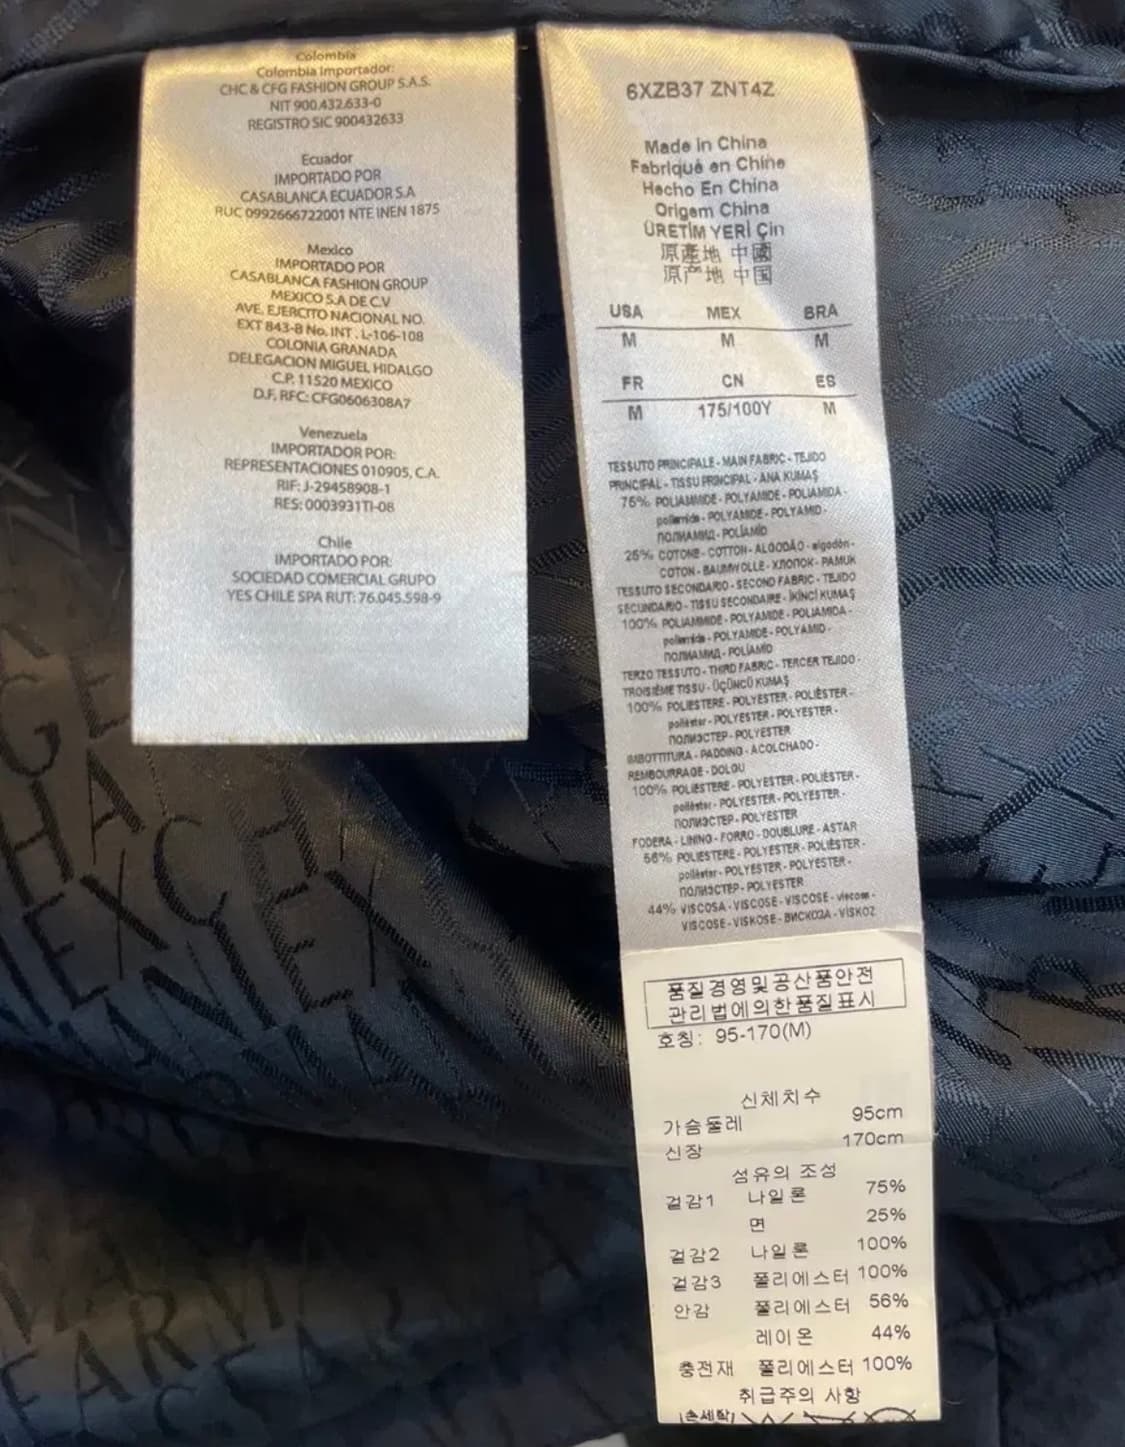 Colombia
Colombia Importador:
CHC & CFG FASHION GROUP S.A.S.
NIT 900.432.633-0
REGISTRO SIC 900432633
Ecuador
IMPORTADO POR
CASABLANCA ECUADOR S.A
RUC 0992666722001 NTE INEN 1875
Mexico
IMPORTADO POR
CASABLANCA FASHION GROUP
MEXICO S.A DE C.V
AVE. EJERCITO NACIONAL NO.
EXT 843-B No. INT . L-106-108
COLONIA GRANADA
DELEGACION MIGUEL HIDALGO
C.P. 11520 MEXICO
D.F. RFC: CFG0606308A7
Venezuela
IMPORTADOR POR:
REPRESENTACIONES 010905, C.A.
RIF: J-29458908-1
RES: 0003931TI-08
Chile
IMPORTADO POR:
SOCIEDAD COMERCIAL GRUPO
YES CHILE SPA RUT: 76.045.598-9
6XZB37 ZNT4Z
Made in China
Fabriqué en Chine
Hecho En China
Origem China
ÜRETİM YERİ Çin
原產地 中國
原产地 中国
USA MEX BRA
M M M
FR CN ES
M 175/100Y M
TESSUTO PRINCIPALE - MAIN FABRIC - TEJIDO
PRINCIPAL - TISSU PRINCIPAL - ANA KUMAŞ
75% POLIAMMIDE - POLYAMIDE - POLIAMIDA -
poliamida - POLYAMIDE - POLYAMID -
ПОЛИАМИД - POLİAMİD
25% COTONE - COTTON - ALGODÃO - algodón -
COTON - BAUMWOLLE - ХЛОПОК - PAMUK
TESSUTO SECONDARIO - SECOND FABRIC - TEJIDO
SECUNDARIO - TISSU SECONDAIRE - İKİNCİ KUMAŞ
100% POLIAMMIDE - POLYAMIDE - POLIAMIDA -
poliamida - POLYAMIDE - POLYAMID -
ПОЛИАМИД - POLİAMİD
TERZO TESSUTO - THIRD FABRIC - TERCER TEJIDO -
TROISIÈME TISSU - ÜÇÜNCÜ KUMAŞ
100% POLIESTERE - POLYESTER - POLIÉSTER -
poliéster - POLYESTER - POLYESTER -
ПОЛИЭСТЕР - POLYESTER
IMBOTTITURA - PADDING - ACOLCHADO -
REMBOURRAGE - DOLGU
100% POLIESTERE - POLYESTER - POLIÉSTER -
poliéster - POLYESTER - POLYESTER -
ПОЛИЭСТЕР - POLYESTER
FODERA - LINING - FORRO - DOUBLURE - ASTAR
56% POLIESTERE - POLYESTER - POLIÉSTER -
poliéster - POLYESTER - POLYESTER -
ПОЛИЭСТЕР - POLYESTER
44% VISCOSA - VISCOSE - VISCOSE - viscosa -
VISCOSE - VISKOSE - ВИСКОЗА - VİSKOZ
품질경영및공산품안전
관리법에의한품질표시
호칭: 95-170(M)
신체치수
가슴둘레 95cm
신장 170cm
섬유의 조성
겉감1 나일론 75%
면 25%
겉감2 나일론 100%
겉감3 폴리에스터 100%
안감 폴리에스터 56%
레이온 44%
충전재 폴리에스터 100%
취급주의 사항
손세탁